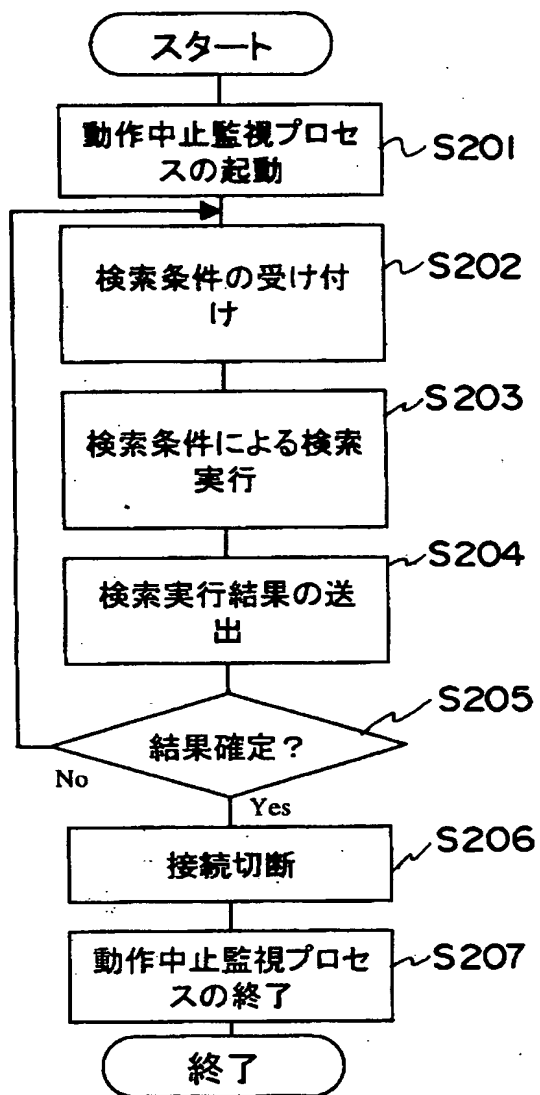 スタート
動作中止監視プロセ
スの起動
S201
検索条件の受け付
け
S202
検索条件による検索
実行
S203
検索実行結果の送
出
S204
結果確定?
S205
No
Yes
接続切断
S206
動作中止監視プロセ
スの終了
S207
終了